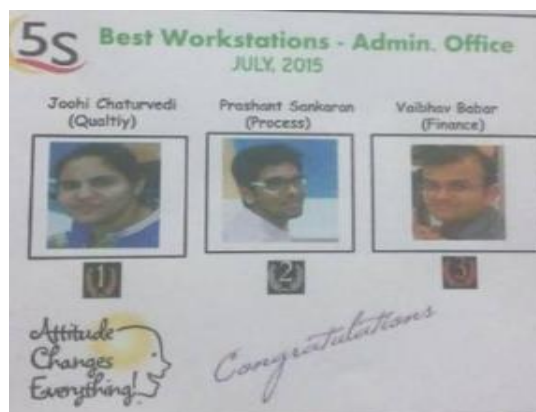 5S
Best Workstations - Admin. Office
JULY, 2015
Joohi Chaturvedi
(Qualtiy)
Prashant Sankaran
(Process)
Vaibhav Babar
(Finance)
1
2
3
Attitude
Changes
Everything!
Congratulations